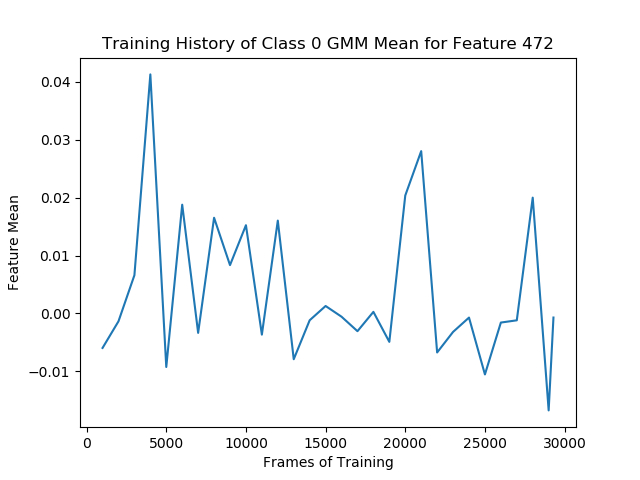 Training History of Class 0 GMM Mean for Feature 472
0.04
0.03
0.02
0.01
0.00
−0.01
Feature Mean
0 5000 10000 15000 20000 25000 30000
Frames of Training